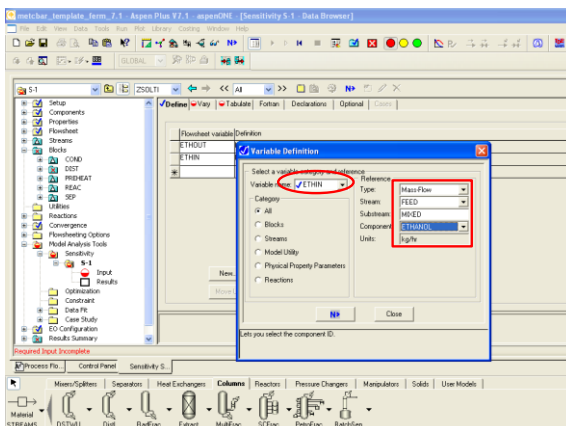 metcbar_template_form_7.1 - Aspen Plus V7.1 - aspenONE - [Sensitivity S-1 - Data Browser]
File Edit View Data Tools Run Plot Library Casting Window Help
GLOBAL
S-1 ZSOLTI << All >> N>
Setup
Components
Properties
Flowsheet
Streams
Blocks
COND
DIST
PREHEAT
REAC
SEP
Utilities
Reactions
Convergence
Flowsheeting Options
Model Analysis Tools
Sensitivity
S-1
Input
Results
Optimization
Constraint
Data Fit
Case Study
EO Configuration
Results Summary
Required Input Incomplete
Define Vary Tabulate Fortran Declarations Optional Cases
Flowsheet variable Definition
ETHOUT
ETHIN
New...
Variable Definition
Select a variable category and reference
Variable name: ETHIN
Category
All
Blocks
Streams
Model Utility
Physical Property Parameters
Reactions
Reference
Type: Mass-Flow
Stream: FEED
Substream: MIXED
Component: ETHANOL
Units: kg/hr
N> Close
Lets you select the component ID.
Process Flo... Control Panel Sensitivity S...
Mixers/Splitters Separators Heat Exchangers Columns Reactors Pressure Changers Manipulators Solids User Models
Material
STREAMS DSTWU Distl RadFrac Extract MultiFrac SCFrac PetroFrac BatchSep